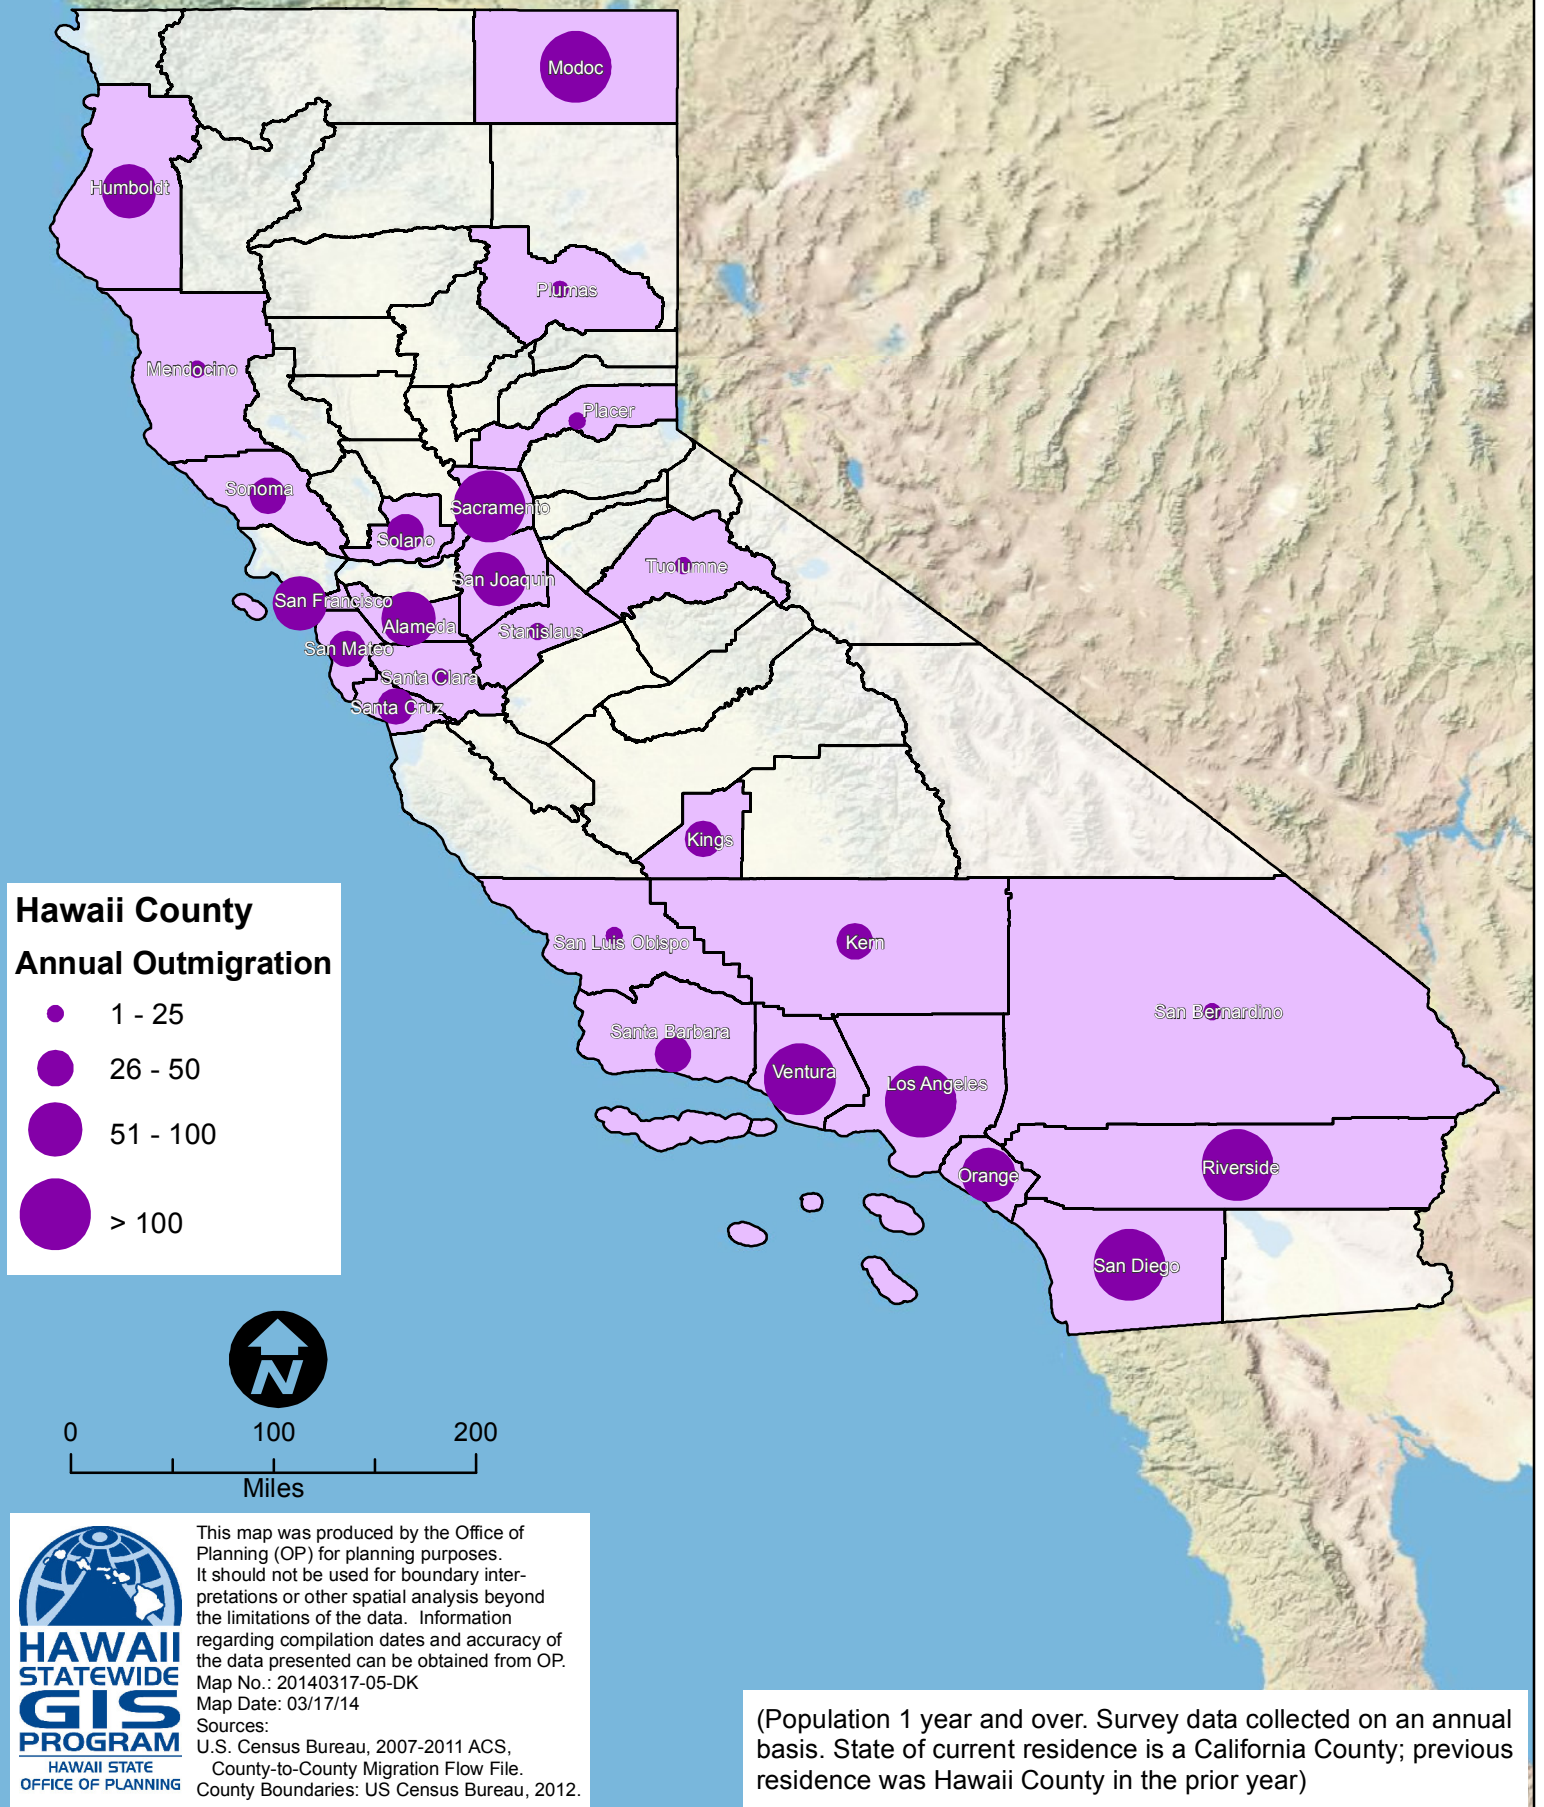 Modoc
Humboldt
Plumas
Mendocino
Placer
Sonoma
Sacramento
Solano
Tuolumne
San Joaquin
San Francisco
Alameda
Stanislaus
San Mateo
Santa Clara
Santa Cruz
Kings
San Luis Obispo
Kern
San Bernardino
Santa Barbara
Ventura
Los Angeles
Orange
Riverside
San Diego
Hawaii County
Annual Outmigration
1 - 25
26 - 50
51 - 100
> 100
N
0 100 200
Miles
HAWAII
STATEWIDE
GIS
PROGRAM
HAWAII STATE
OFFICE OF PLANNING
This map was produced by the Office of
Planning (OP) for planning purposes.
It should not be used for boundary inter-
pretations or other spatial analysis beyond
the limitations of the data. Information
regarding compilation dates and accuracy of
the data presented can be obtained from OP.
Map No.: 20140317-05-DK
Map Date: 03/17/14
Sources:
U.S. Census Bureau, 2007-2011 ACS,
County-to-County Migration Flow File.
County Boundaries: US Census Bureau, 2012.
(Population 1 year and over. Survey data collected on an annual
basis. State of current residence is a California County; previous
residence was Hawaii County in the prior year)